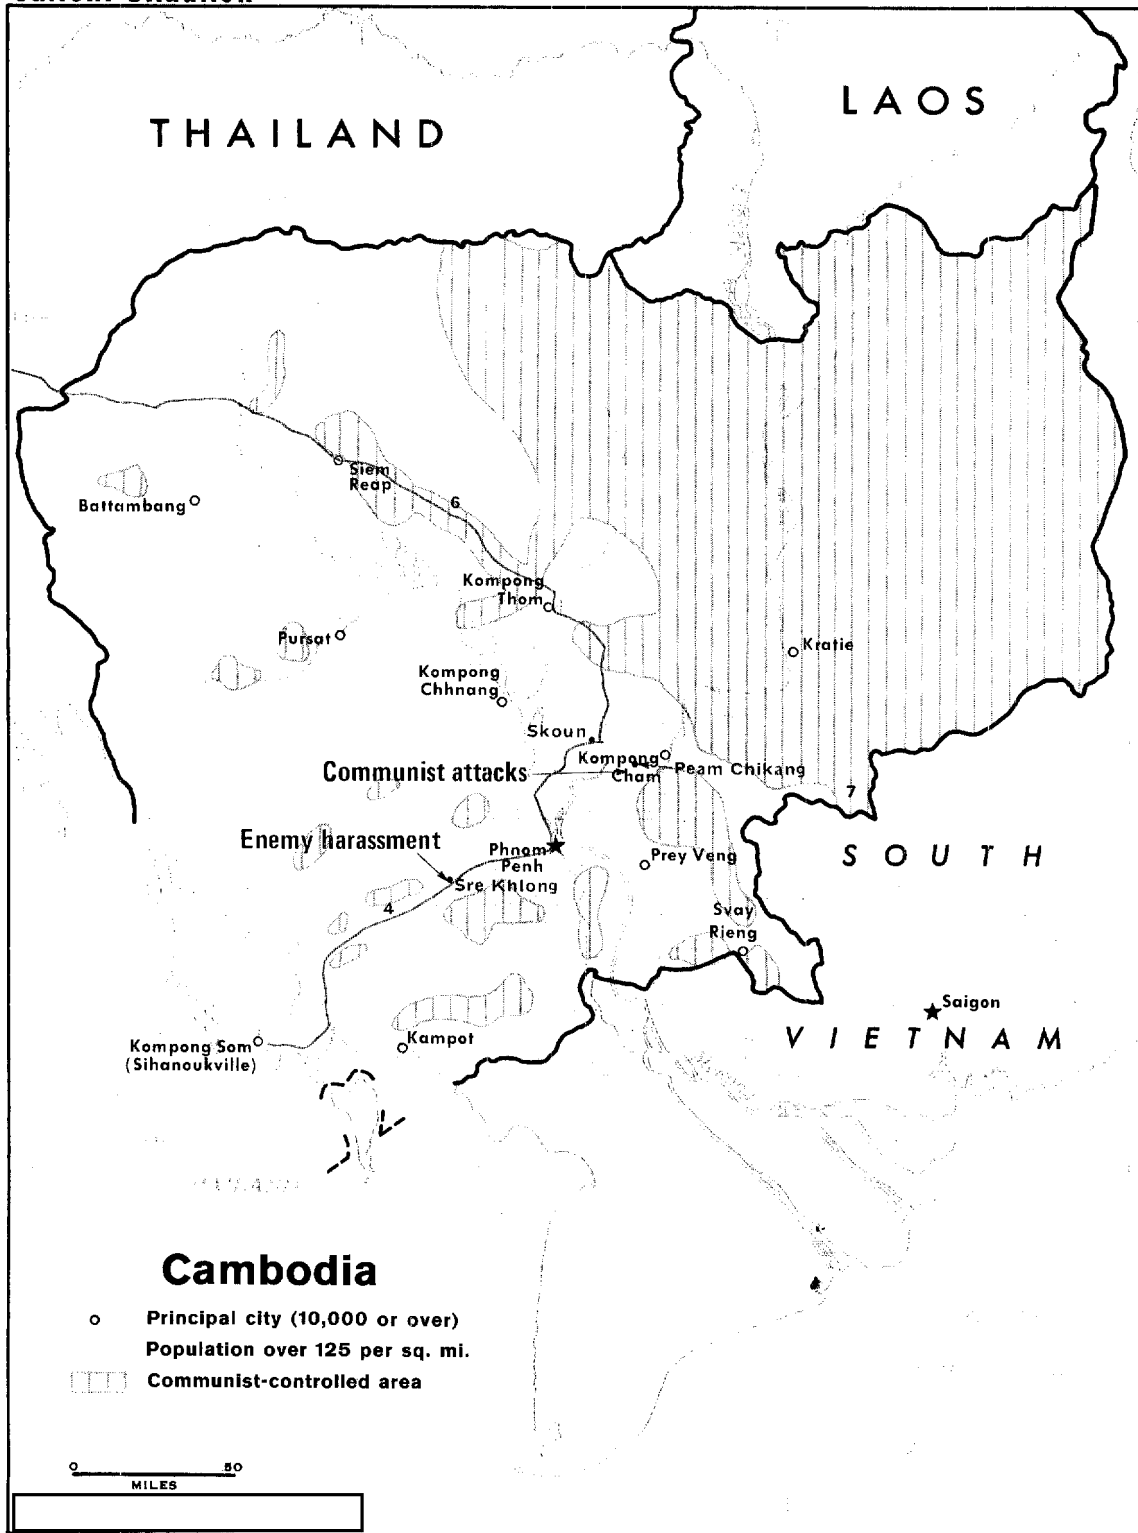 THAILAND
LAOS
Siem
Reap
Battambang
6
Kompong
Thom
Pursat
Kratie
Kompong
Chhnang
Skoun
Kompong
Cham
Peam Chikang
Communist attacks
7
Enemy harassment
Phnom
Penh
Prey Veng
SOUTH
Sre Khlong
4
Svay
Rieng
Saigon
VIETNAM
Kompong Som
(Sihanoukville)
Kampot
Cambodia
Principal city (10,000 or over)
Population over 125 per sq. mi.
Communist-controlled area
0 50
MILES